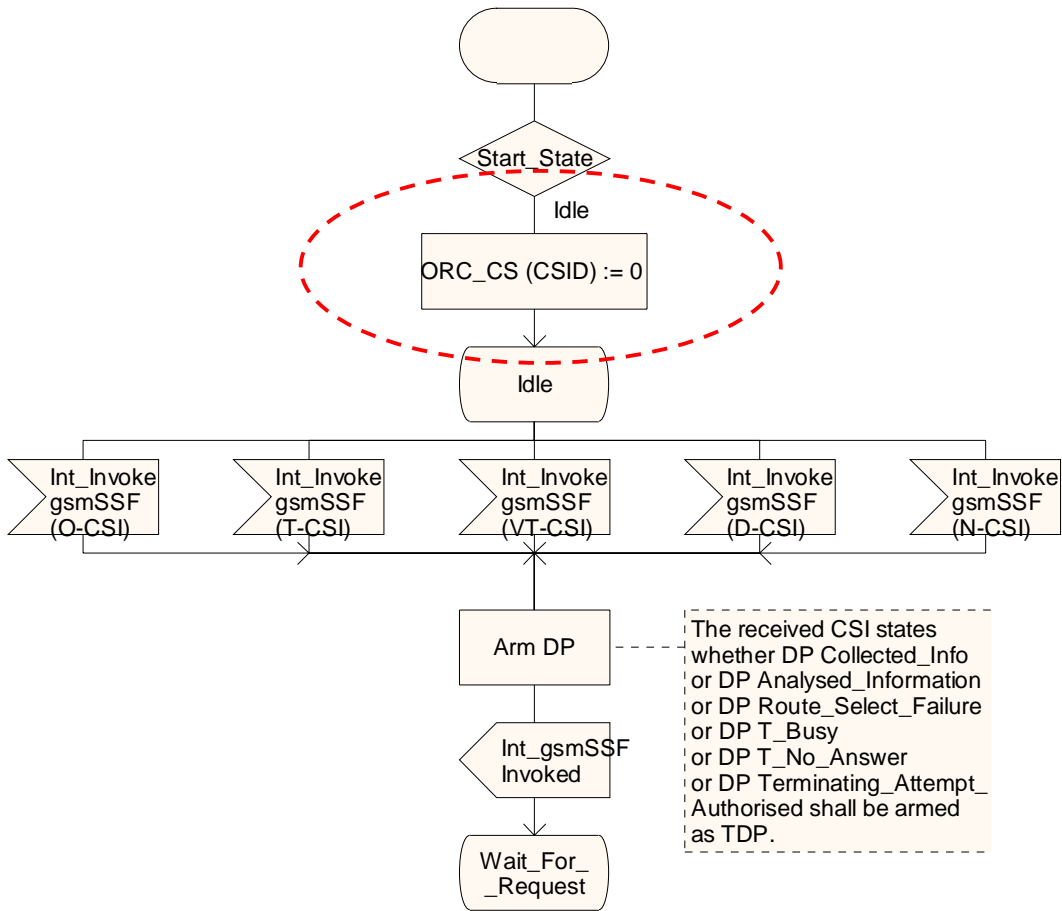 Start_State
Idle
ORC_CS (CSID) := 0
Idle
Int_Invoke
gsmSSF
(O-CSI)
Int_Invoke
gsmSSF
(T-CSI)
Int_Invoke
gsmSSF
(VT-CSI)
Int_Invoke
gsmSSF
(D-CSI)
Int_Invoke
gsmSSF
(N-CSI)
Arm DP
The received CSI states
whether DP Collected_Info
or DP Analysed_Information
or DP Route_Select_Failure
or DP T_Busy
or DP T_No_Answer
or DP Terminating_Attempt_
Authorised shall be armed
as TDP.
Int_gsmSSF
Invoked
Wait_For_
_Request